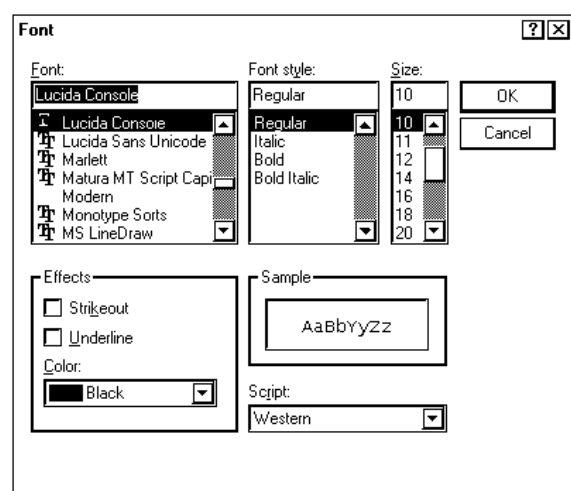 Font
Font:
Font style:
Size:
Lucida Console
Regular
10
OK
Cancel
Lucida Console
Lucida Sans Unicode
Marlett
Matura MT Script Capi
Modern
Monotype Sorts
MS LineDraw
Regular
Italic
Bold
Bold Italic
10
11
12
14
16
18
20
Effects
Strikeout
Underline
Color:
Black
Sample
AaBbYyZz
Script:
Western